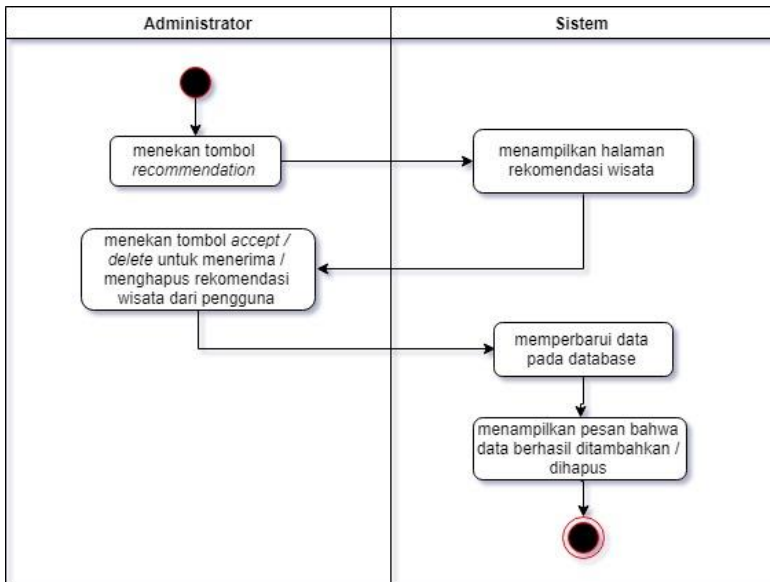 Administrator
Sistem
menekan tombol
recommendation
menampilkan halaman
rekomendasi wisata
menekan tombol accept /
delete untuk menerima /
menghapus rekomendasi
wisata dari pengguna
memperbarui data
pada database
menampilkan pesan bahwa
data berhasil ditambahkan /
dihapus